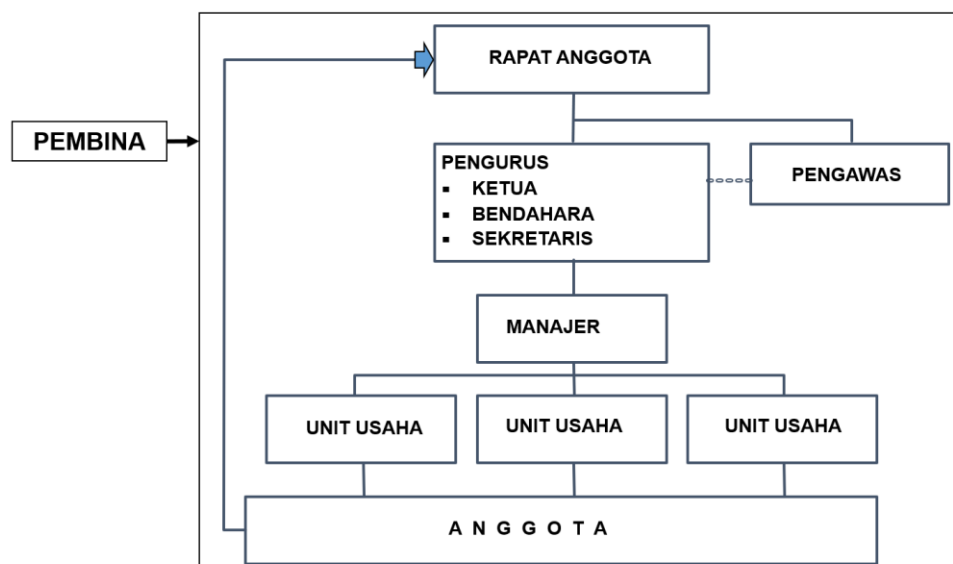 RAPAT ANGGOTA
PEMBINA
PENGURUS
▪ KETUA
▪ BENDAHARA
▪ SEKRETARIS
PENGAWAS
MANAJER
UNIT USAHA
UNIT USAHA
UNIT USAHA
A N G G O T A